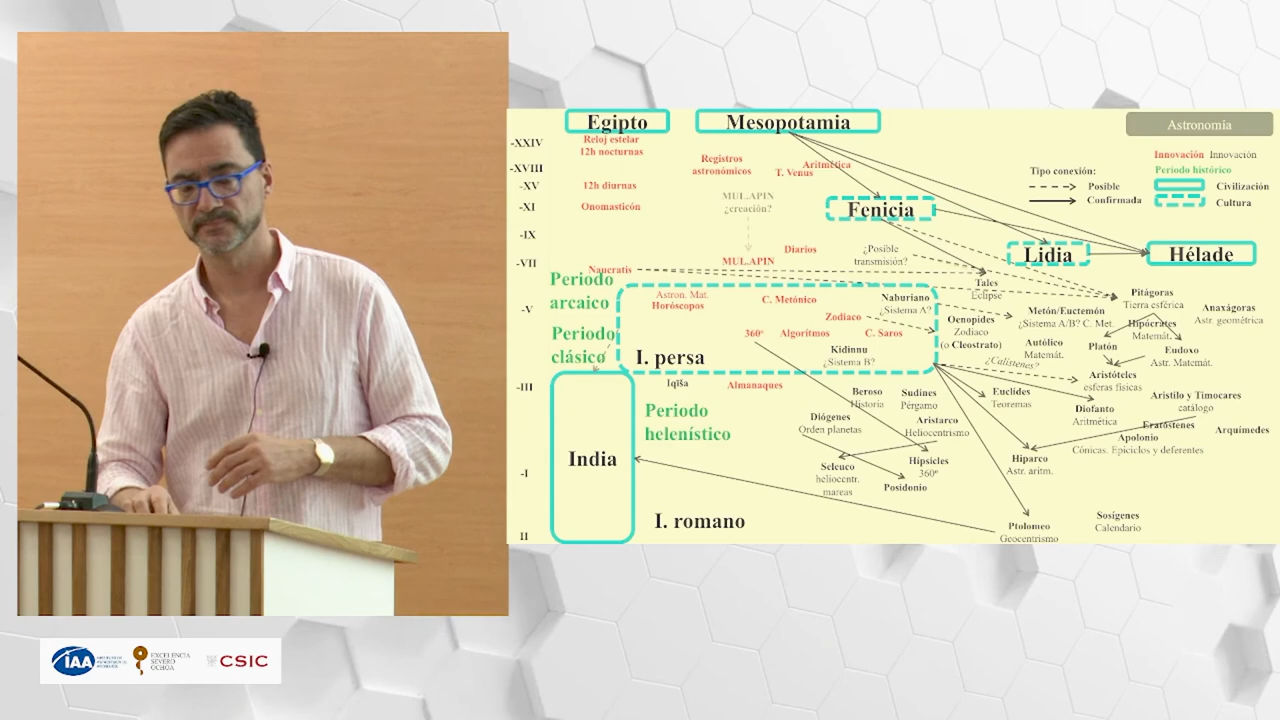 Egipto
Mesopotamia
Astronomía
-XXIV
-XVIII
-XV
-XI
-IX
-VII
-V
-III
-I
II
Reloj estelar
12h nocturnas
12h diurnas
Onomasticón
Registros
astronómicos
Aritmética
T. Venus
MUL.APIN
¿creación?
MUL.APIN
Diarios
Naucratis
Innovación Innovación
Periodo histórico
Tipo conexión:
Posible
Confirmada
Civilización
Cultura
Fenicia
Lidia
Hélade
¿Posible
transmisión?
Tales
Eclipse
Periodo
arcaico
Periodo
clásico
Astron. Mat.
Horóscopos
C. Metónico
Zodiaco
360º
Algoritmos
C. Saros
Naburiano
¿Sistema A?
Kidinnu
¿Sistema B?
I. persa
Pitágoras
Tierra esférica
Anaxágoras
Astr. geométrica
Metón/Euctemón
¿Sistema A/B? C. Met.
Oenopides
Zodiaco
(o Cleostrato)
Hipócrates
Matemát.
Autólico
Matemát.
Platón
Eudoxo
Astr. Matemát.
¿Calístenes?
Aristóteles
esferas físicas
Iqîša
Almanaques
Periodo
helenístico
Beroso
Historia
Sudines
Pérgamo
Euclides
Teoremas
Diofanto
Aritmética
Aristilo y Timocares
catálogo
Diógenes
Orden planetas
Aristarco
Heliocentrismo
Eratóstenes
Arquímedes
Apolonio
Cónicas. Epiciclos y deferentes
India
Seleuco
heliocentr.
mareas
Hipsicles
360º
Posidonio
Hiparco
Astr. aritm.
I. romano
Ptolomeo
Geocentrismo
Sosígenes
Calendario
IAA
EXCELENCIA
SEVERO
OCHOA
CSIC